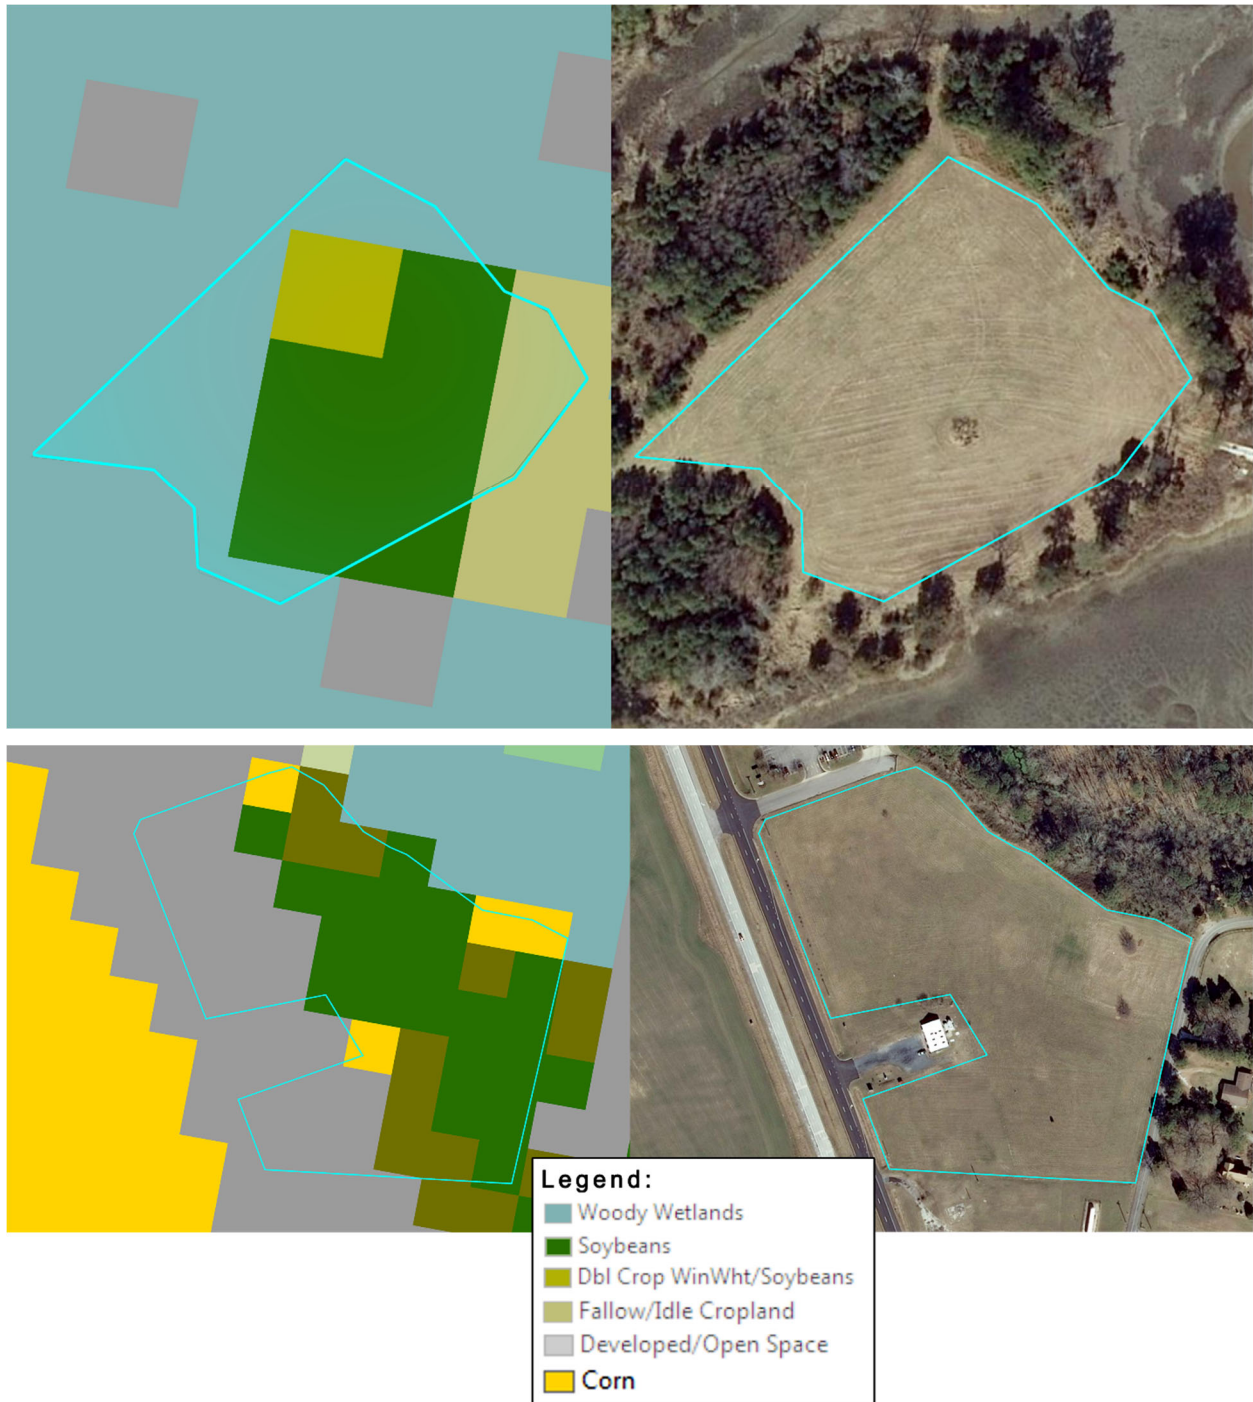 Legend:
Woody Wetlands
Soybeans
Dbl Crop WinWht/Soybeans
Fallow/Idle Cropland
Developed/Open Space
Corn